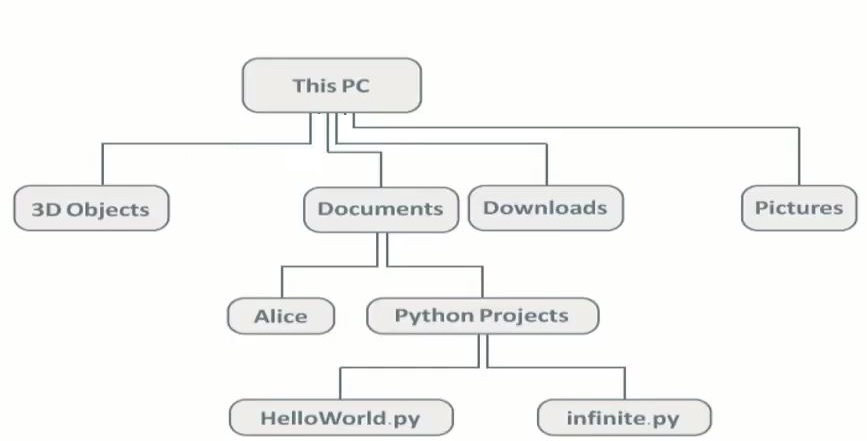 This PC
3D Objects
Documents
Downloads
Pictures
Alice
Python Projects
HelloWorld.py
infinite.py